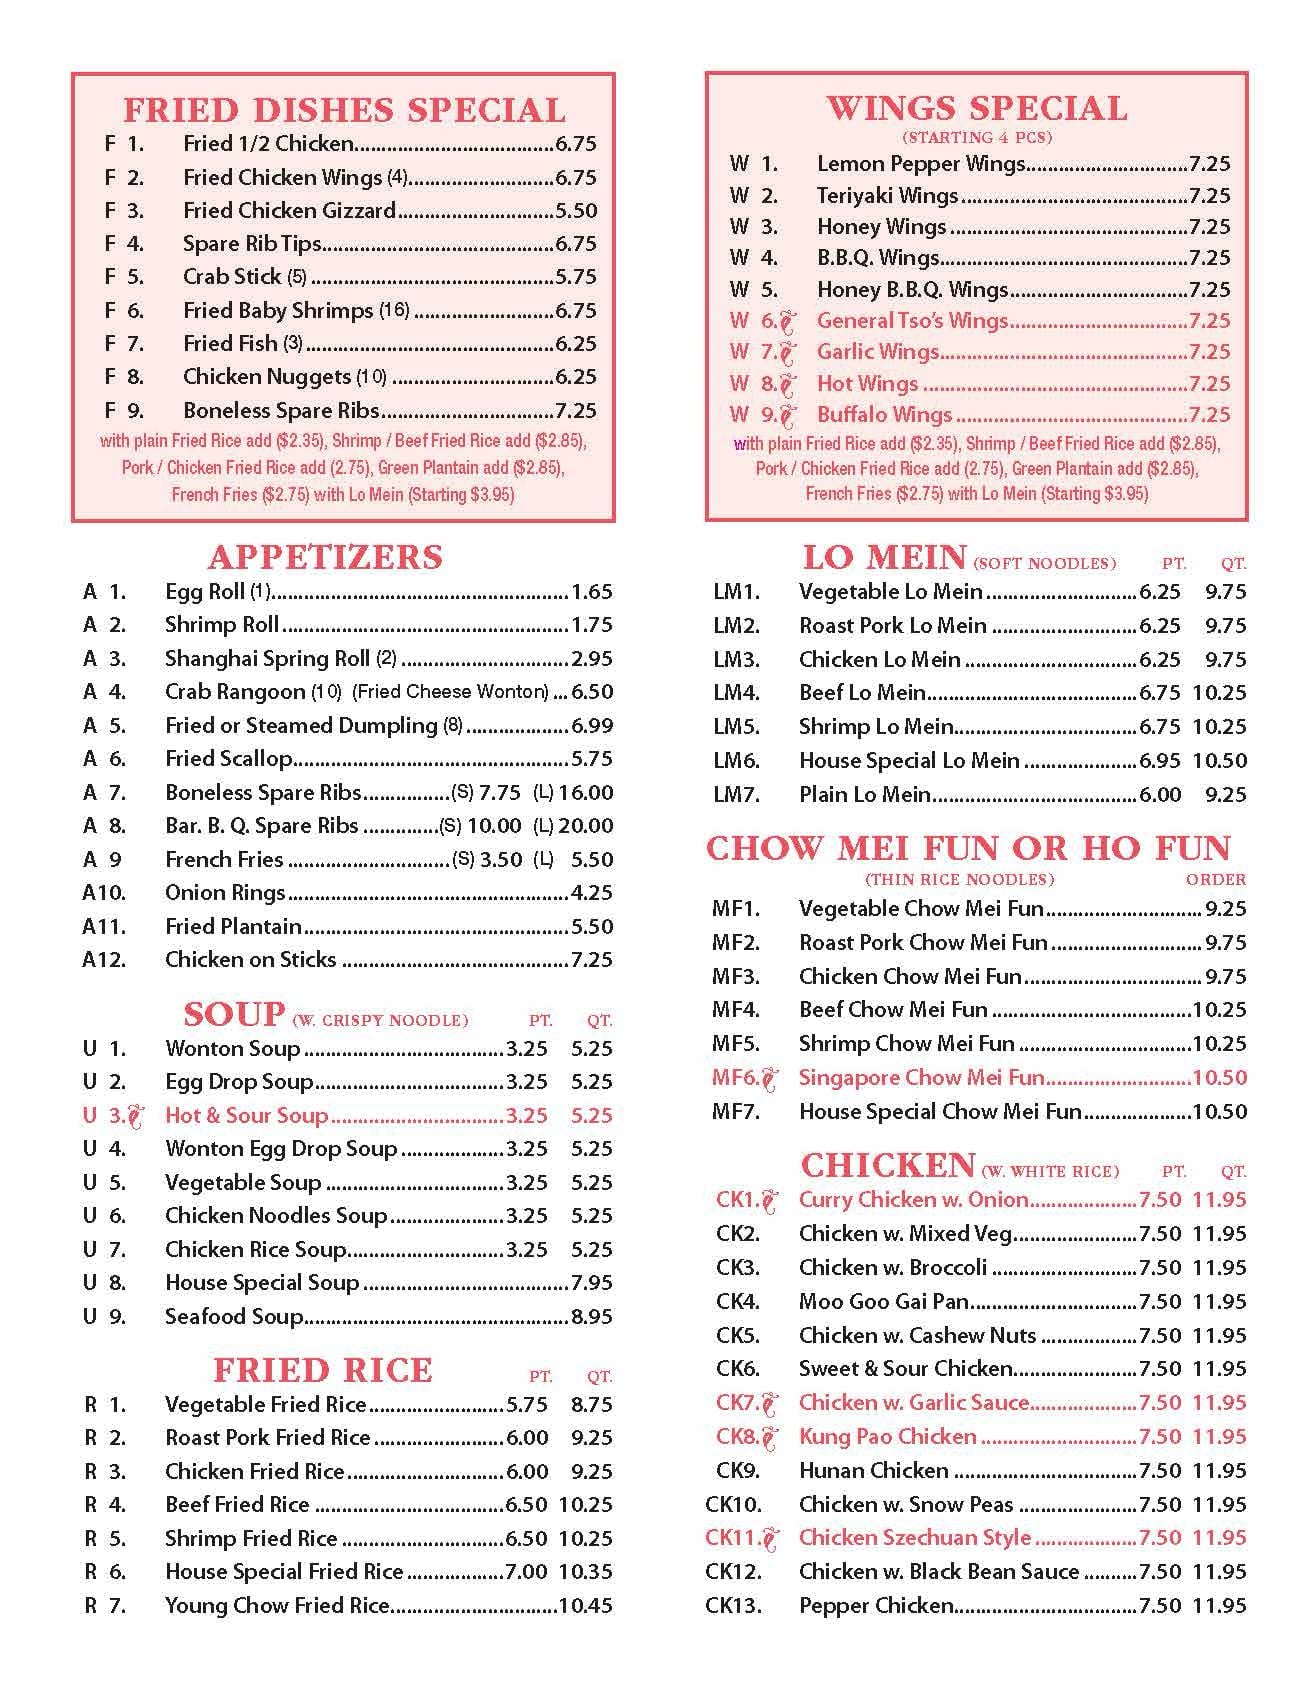 FRIED DISHES SPECIAL
F 1. Fried 1/2 Chicken.....................................6.75
F 2. Fried Chicken Wings (4)...........................6.75
F 3. Fried Chicken Gizzard.............................5.50
F 4. Spare Rib Tips...........................................6.75
F 5. Crab Stick (5).............................................5.75
F 6. Fried Baby Shrimps (16)..........................6.75
F 7. Fried Fish (3)..............................................6.25
F 8. Chicken Nuggets (10)..............................6.25
F 9. Boneless Spare Ribs................................7.25
with plain Fried Rice add ($2.35), Shrimp / Beef Fried Rice add ($2.85),
Pork / Chicken Fried Rice add (2.75), Green Plantain add ($2.85),
French Fries ($2.75) with Lo Mein (Starting $3.95)
APPETIZERS
A 1. Egg Roll (1).......................................................1.65
A 2. Shrimp Roll.....................................................1.75
A 3. Shanghai Spring Roll (2)...............................2.95
A 4. Crab Rangoon (10) (Fried Cheese Wonton)...6.50
A 5. Fried or Steamed Dumpling (8)...................6.99
A 6. Fried Scallop...................................................5.75
A 7. Boneless Spare Ribs................(S) 7.75 (L) 16.00
A 8. Bar. B. Q. Spare Ribs..............(S) 10.00 (L) 20.00
A 9 French Fries..............................(S) 3.50 (L) 5.50
A10. Onion Rings....................................................4.25
A11. Fried Plantain.................................................5.50
A12. Chicken on Sticks..........................................7.25
SOUP (W. CRISPY NOODLE) PT. QT.
U 1. Wonton Soup.....................................3.25 5.25
U 2. Egg Drop Soup...................................3.25 5.25
U 3. Hot & Sour Soup................................3.25 5.25
U 4. Wonton Egg Drop Soup...................3.25 5.25
U 5. Vegetable Soup.................................3.25 5.25
U 6. Chicken Noodles Soup.....................3.25 5.25
U 7. Chicken Rice Soup.............................3.25 5.25
U 8. House Special Soup......................................7.95
U 9. Seafood Soup.................................................8.95
FRIED RICE PT. QT.
R 1. Vegetable Fried Rice.........................5.75 8.75
R 2. Roast Pork Fried Rice........................6.00 9.25
R 3. Chicken Fried Rice.............................6.00 9.25
R 4. Beef Fried Rice...................................6.50 10.25
R 5. Shrimp Fried Rice..............................6.50 10.25
R 6. House Special Fried Rice..................7.00 10.35
R 7. Young Chow Fried Rice...............................10.45
WINGS SPECIAL
(STARTING 4 PCS)
W 1. Lemon Pepper Wings..............................7.25
W 2. Teriyaki Wings..........................................7.25
W 3. Honey Wings............................................7.25
W 4. B.B.Q. Wings..............................................7.25
W 5. Honey B.B.Q. Wings.................................7.25
W 6. General Tso's Wings.................................7.25
W 7. Garlic Wings..............................................7.25
W 8. Hot Wings.................................................7.25
W 9. Buffalo Wings...........................................7.25
with plain Fried Rice add ($2.35), Shrimp / Beef Fried Rice add ($2.85),
Pork / Chicken Fried Rice add (2.75), Green Plantain add ($2.85),
French Fries ($2.75) with Lo Mein (Starting $3.95)
LO MEIN (SOFT NOODLES) PT. QT.
LM1. Vegetable Lo Mein............................6.25 9.75
LM2. Roast Pork Lo Mein...........................6.25 9.75
LM3. Chicken Lo Mein................................6.25 9.75
LM4. Beef Lo Mein.......................................6.75 10.25
LM5. Shrimp Lo Mein..................................6.75 10.25
LM6. House Special Lo Mein.....................6.95 10.50
LM7. Plain Lo Mein......................................6.00 9.25
CHOW MEI FUN OR HO FUN
(THIN RICE NOODLES) ORDER
MF1. Vegetable Chow Mei Fun.............................9.25
MF2. Roast Pork Chow Mei Fun............................9.75
MF3. Chicken Chow Mei Fun.................................9.75
MF4. Beef Chow Mei Fun.....................................10.25
MF5. Shrimp Chow Mei Fun................................10.25
MF6. Singapore Chow Mei Fun...........................10.50
MF7. House Special Chow Mei Fun....................10.50
CHICKEN (W. WHITE RICE) PT. QT.
CK1. Curry Chicken w. Onion....................7.50 11.95
CK2. Chicken w. Mixed Veg.......................7.50 11.95
CK3. Chicken w. Broccoli...........................7.50 11.95
CK4. Moo Goo Gai Pan...............................7.50 11.95
CK5. Chicken w. Cashew Nuts..................7.50 11.95
CK6. Sweet & Sour Chicken.......................7.50 11.95
CK7. Chicken w. Garlic Sauce....................7.50 11.95
CK8. Kung Pao Chicken.............................7.50 11.95
CK9. Hunan Chicken..................................7.50 11.95
CK10. Chicken w. Snow Peas......................7.50 11.95
CK11. Chicken Szechuan Style...................7.50 11.95
CK12. Chicken w. Black Bean Sauce..........7.50 11.95
CK13. Pepper Chicken..................................7.50 11.95